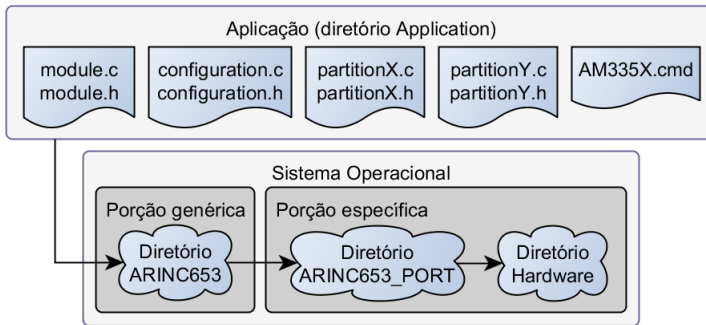 Aplicação (diretório Application)
module.c
module.h
configuration.c
configuration.h
partitionX.c
partitionX.h
partitionY.c
partitionY.h
AM335X.cmd
Sistema Operacional
Porção genérica
Diretório
ARINC653
Porção específica
Diretório
ARINC653_PORT
Diretório
Hardware